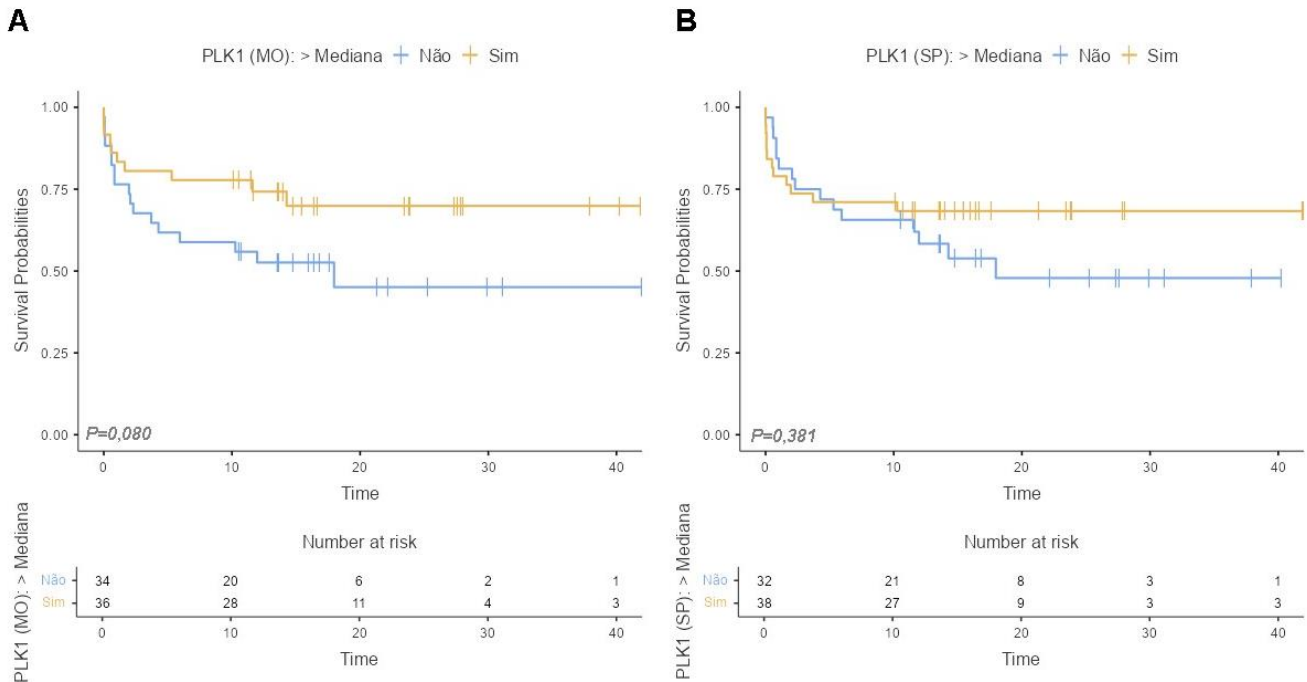 A
PLK1 (MO): > Mediana Não Sim
1.00
0.75
0.50
0.25
0.00
Survival Probabilities
P=0,080
0 10 20 30 40
Time
Number at risk
PLK1 (MO): > Mediana
Não 34 20 6 2 1
Sim 36 28 11 4 3
0 10 20 30 40
Time
B
PLK1 (SP): > Mediana Não Sim
1.00
0.75
0.50
0.25
0.00
Survival Probabilities
P=0,381
0 10 20 30 40
Time
Number at risk
PLK1 (SP): > Mediana
Não 32 21 8 3 1
Sim 38 27 9 3 3
0 10 20 30 40
Time